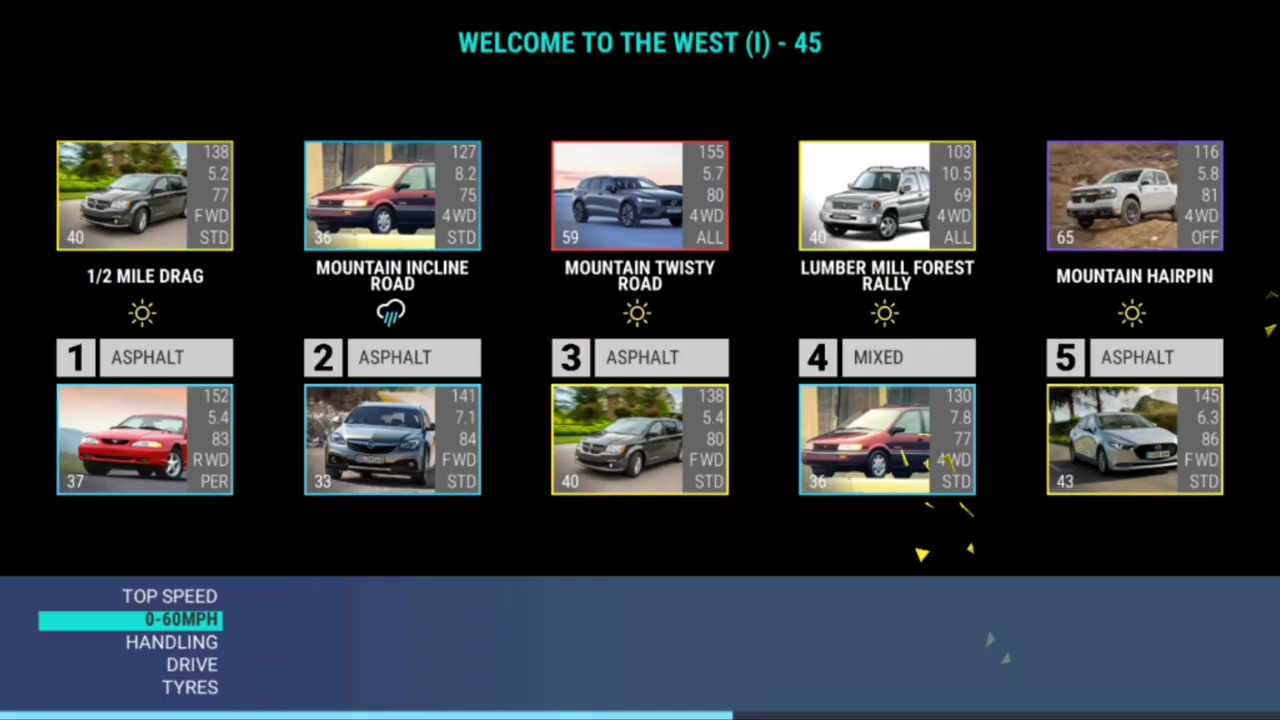 WELCOME TO THE WEST (I) - 45
138
5.2
77
FWD
STD
40
127
8.2
75
4WD
STD
36
155
5.7
80
4WD
ALL
59
103
10.5
69
4WD
ALL
40
116
5.8
81
4WD
OFF
65
1/2 MILE DRAG
MOUNTAIN INCLINE
ROAD
MOUNTAIN TWISTY
ROAD
LUMBER MILL FOREST
RALLY
MOUNTAIN HAIRPIN
1 ASPHALT
2 ASPHALT
3 ASPHALT
4 MIXED
5 ASPHALT
152
5.4
83
RWD
PER
37
141
7.1
84
FWD
STD
33
138
5.4
80
FWD
STD
40
130
7.8
77
4WD
STD
36
145
6.3
86
FWD
STD
43
TOP SPEED
0-60MPH
HANDLING
DRIVE
TYRES